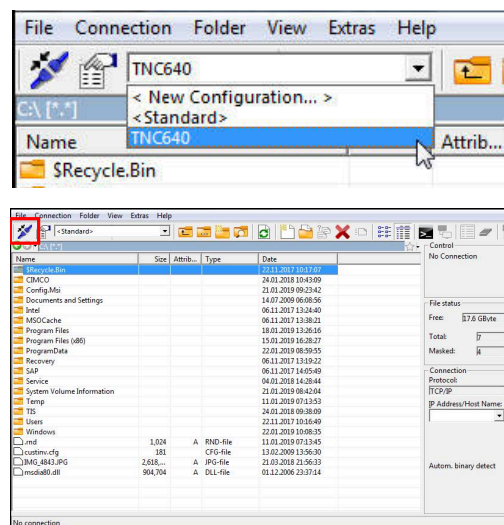 File Connection Folder View Extras Help
TNC640
C:\ [*.*]
< New Configuration... >
<Standard>
Name TNC640 Attrib...
$Recycle.Bin
File Connection Folder View Extras Help
<Standard>
C:\[*.*] Control
Name Size Attrib... Type Date No Connection
$Recycle.Bin 22.11.2017 10:17:07
CIMCO 24.01.2018 10:43:09
Config.Msi 21.01.2019 09:23:42
Documents and Settings 14.07.2009 06:08:56 File status
Intel 06.11.2017 13:24:40 Free: 17.6 GByte
MSOCache 06.11.2017 13:38:21
Program Files 18.01.2019 13:26:16 Total: 7
Program Files (x86) 15.01.2019 16:28:27
ProgramData 22.01.2019 08:59:55 Masked: 4
Recovery 06.11.2017 13:19:22
SAP 06.11.2017 14:05:49 Connection
Service 04.01.2018 14:28:44 Protocol:
System Volume Information 21.01.2019 08:42:04 TCP/IP
Temp 11.01.2019 07:13:53 IP Address/Host Name:
TIS 24.01.2018 09:38:09
Users 22.11.2017 10:16:49
Windows 22.01.2019 10:08:35
.rnd 1,024 A RND-file 11.01.2019 07:13:45
custinv.cfg 181 CFG-file 13.02.2009 13:56:30
IMG_4843.JPG 2,618,... A JPG-file 21.03.2018 21:56:33 Autom. binary detect
msdia80.dll 904,704 A DLL-file 01.12.2006 23:37:14
No connection